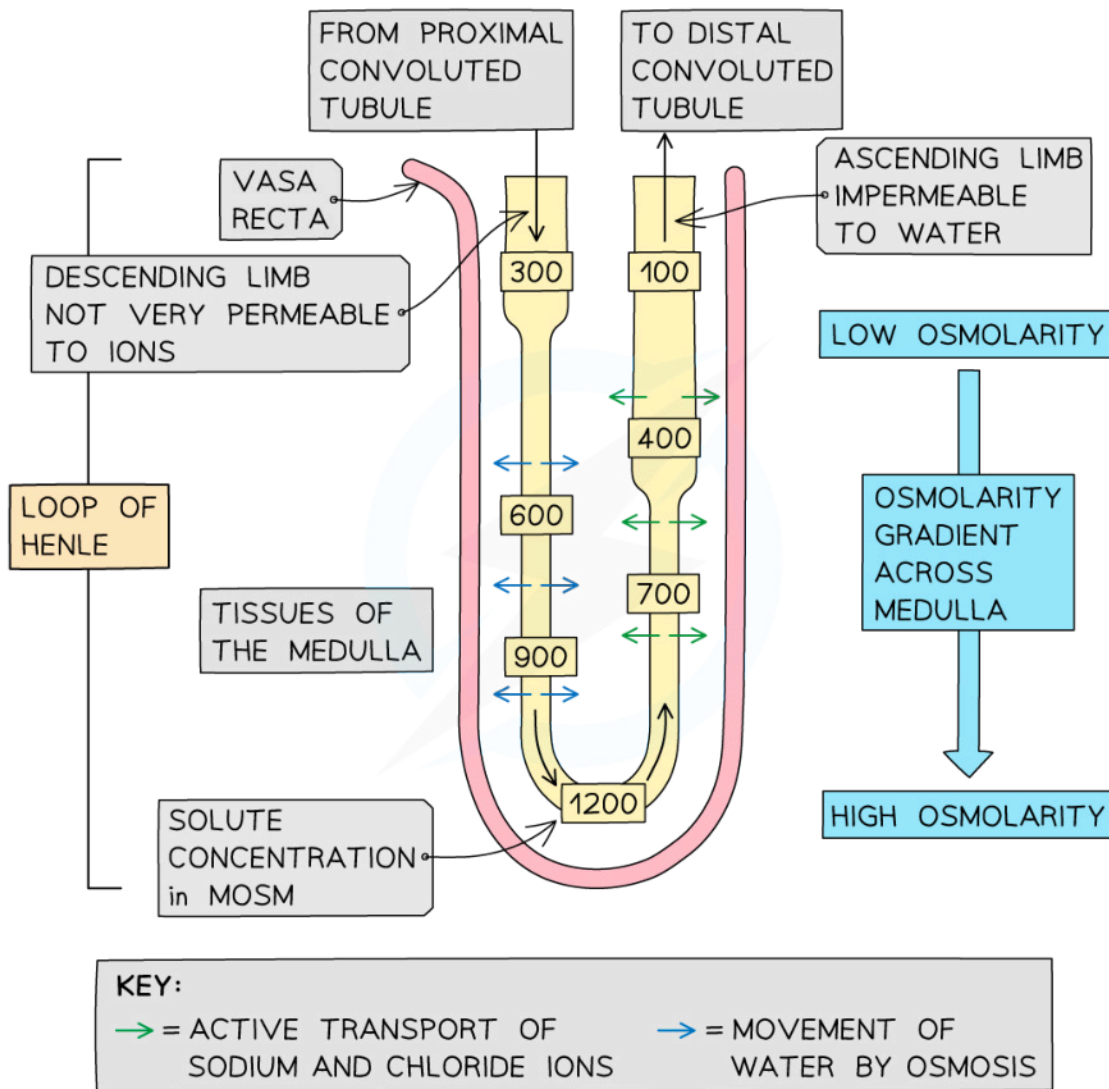 FROM PROXIMAL
CONVOLUTED
TUBULE
TO DISTAL
CONVOLUTED
TUBULE
VASA
RECTA
ASCENDING LIMB
IMPERMEABLE
TO WATER
DESCENDING LIMB
NOT VERY PERMEABLE
TO IONS
300
100
LOW OSMOLARITY
400
LOOP OF
HENLE
600
OSMOLARITY
GRADIENT
ACROSS
MEDULLA
700
TISSUES OF
THE MEDULLA
900
1200
HIGH OSMOLARITY
SOLUTE
CONCENTRATION
in MOSM
KEY:
= ACTIVE TRANSPORT OF
SODIUM AND CHLORIDE IONS
= MOVEMENT OF
WATER BY OSMOSIS